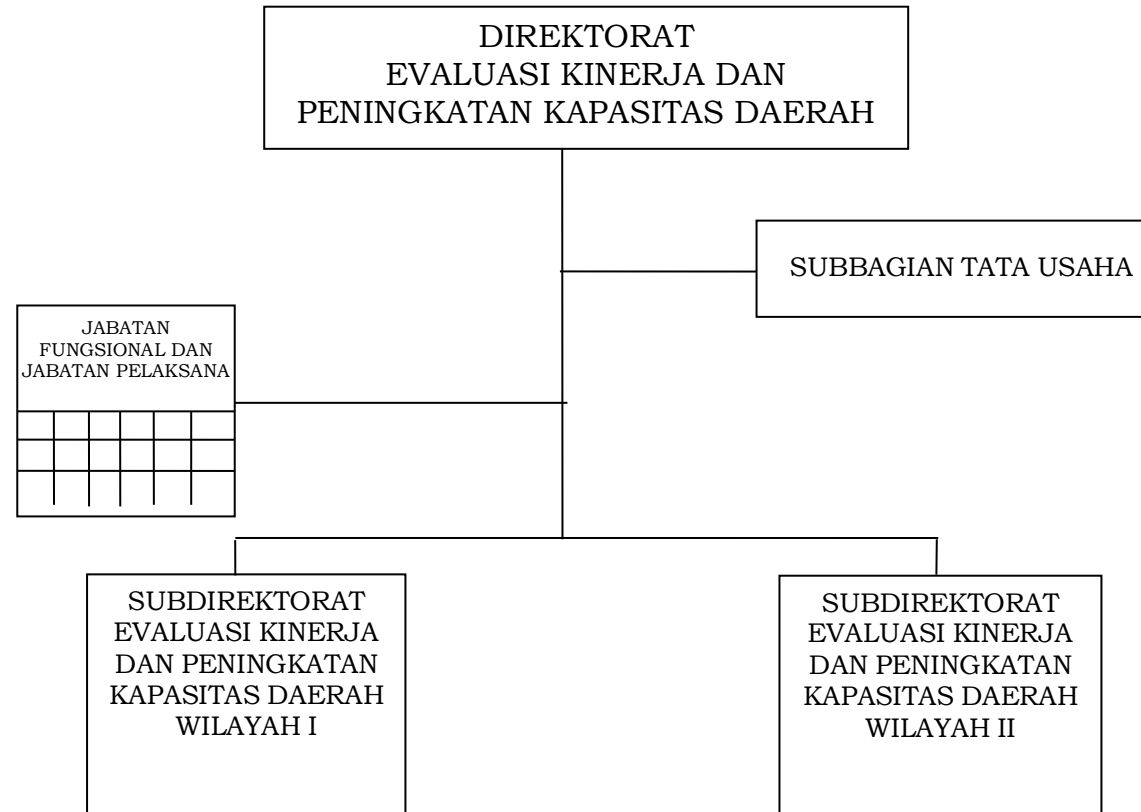 DIREKTORAT
EVALUASI KINERJA DAN
PENINGKATAN KAPASITAS DAERAH
SUBBAGIAN TATA USAHA
JABATAN
FUNGSIONAL DAN
JABATAN PELAKSANA
SUBDIREKTORAT
EVALUASI KINERJA
DAN PENINGKATAN
KAPASITAS DAERAH
WILAYAH I
SUBDIREKTORAT
EVALUASI KINERJA
DAN PENINGKATAN
KAPASITAS DAERAH
WILAYAH II